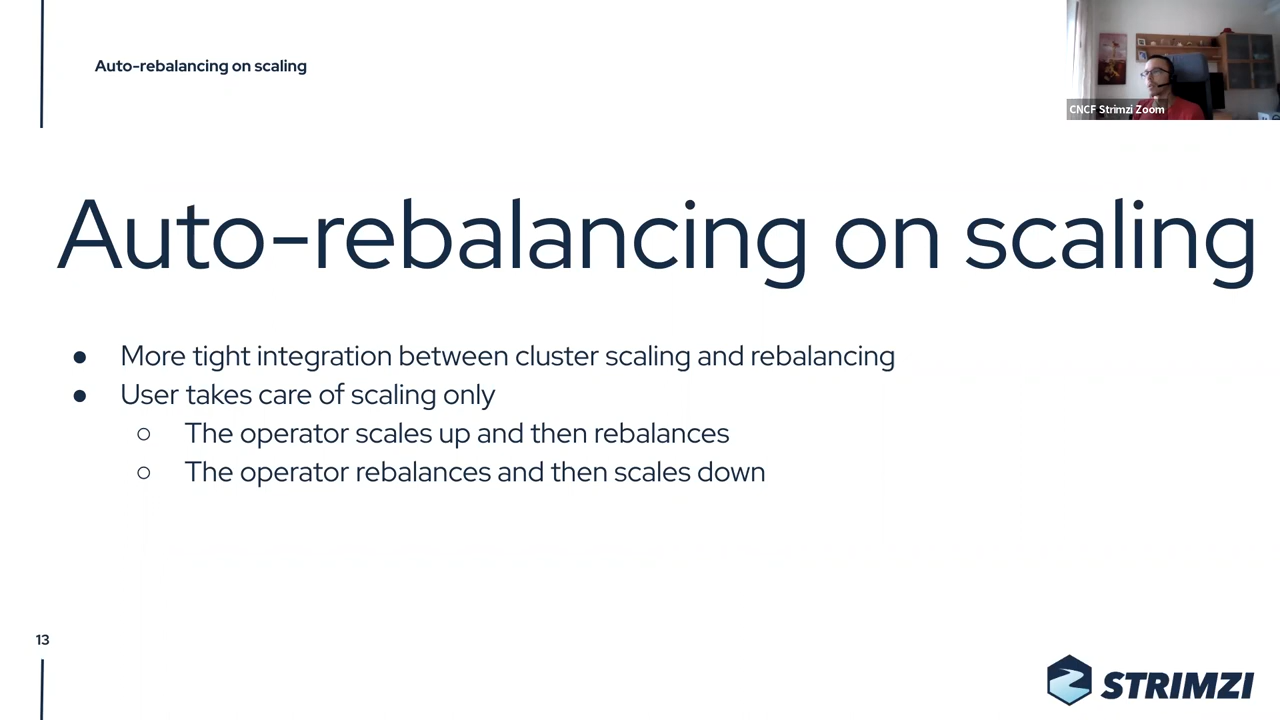 Auto-rebalancing on scaling
CNCF Strimzi Zoom
Auto-rebalancing on scaling
● More tight integration between cluster scaling and rebalancing
● User takes care of scaling only
○ The operator scales up and then rebalances
○ The operator rebalances and then scales down
13
STRIMZI